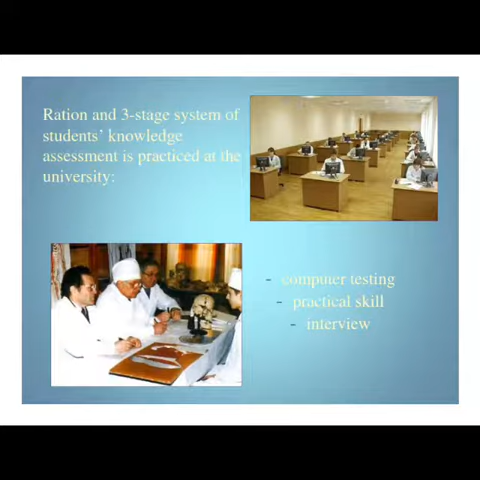 Ration and 3-stage system of
students' knowledge
assessment is practiced at the
university:
- computer testing
- practical skill
- interview